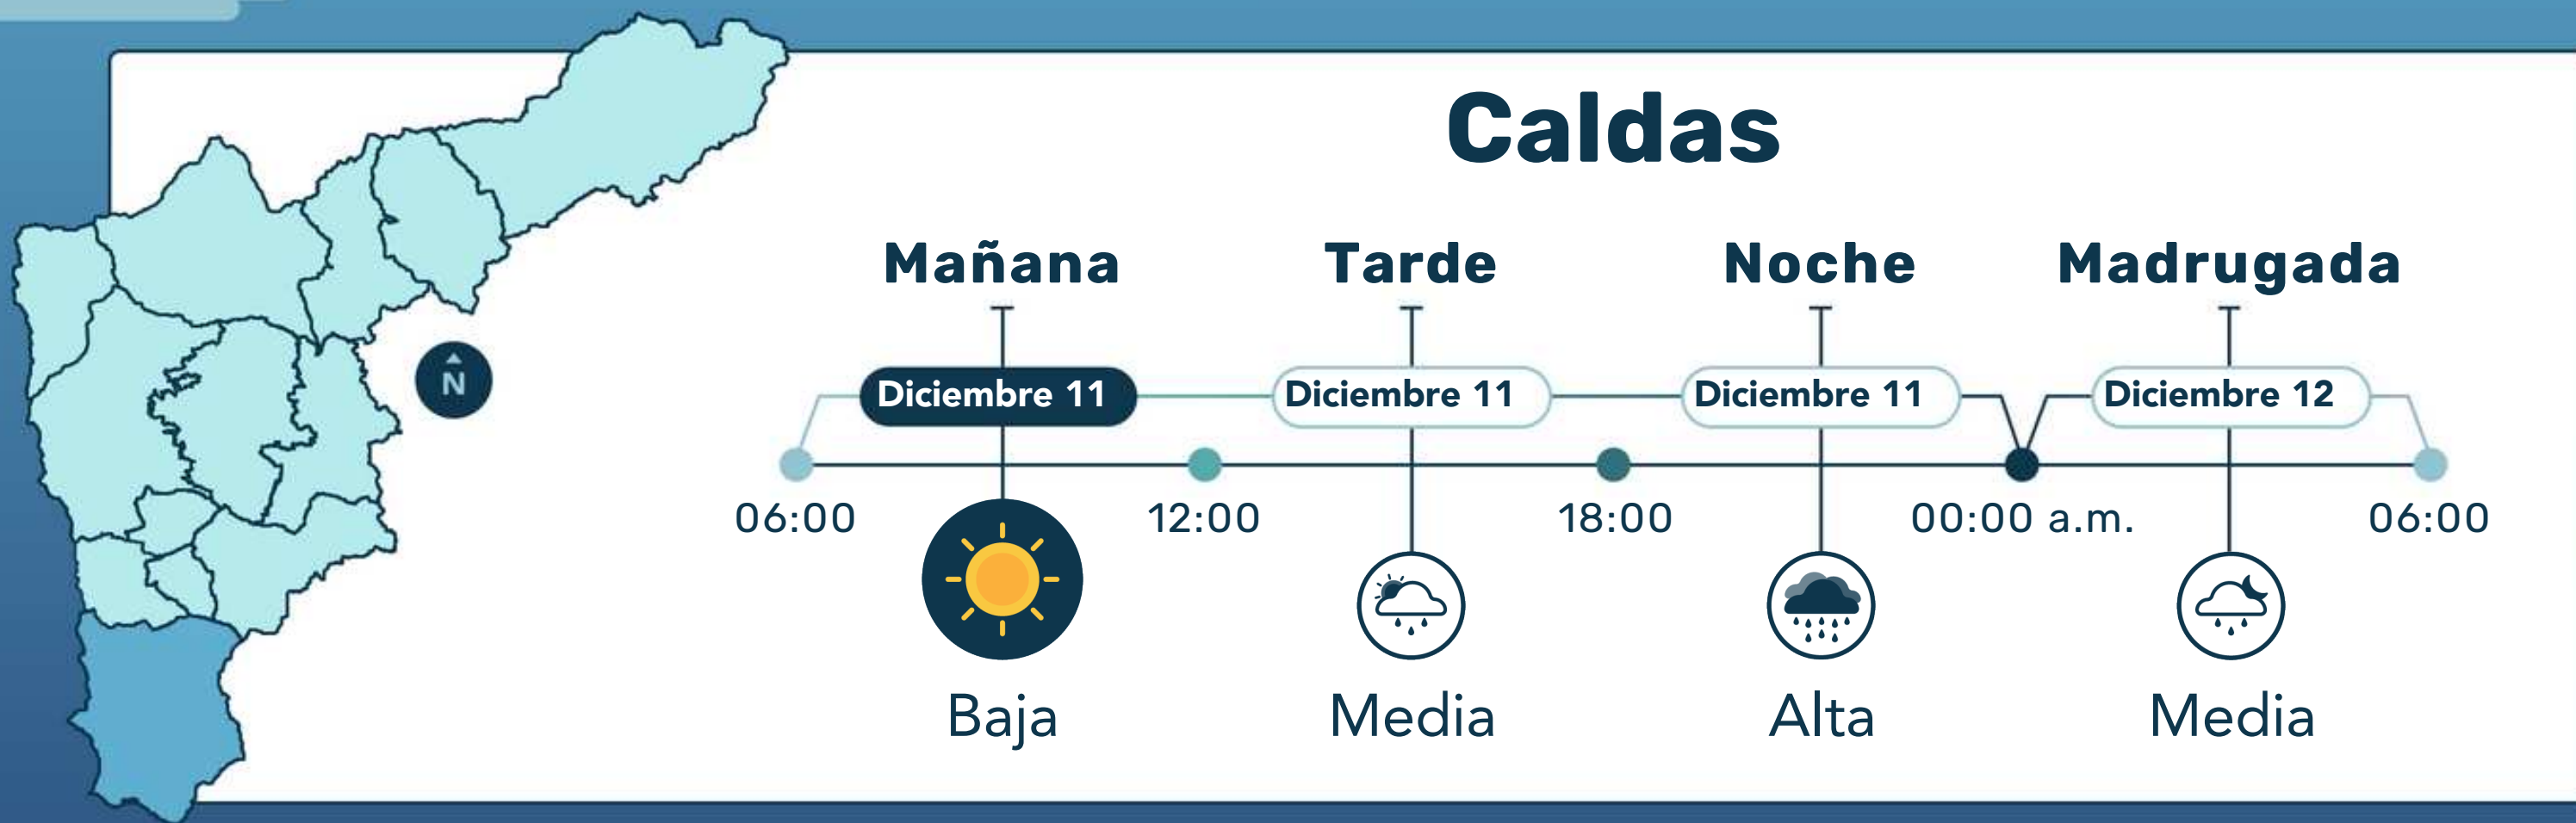 Caldas
Mañana
Tarde
Noche
Madrugada
Diciembre 11
Diciembre 11
Diciembre 11
Diciembre 12
N
06:00
12:00
18:00
00:00 a.m.
06:00
Baja
Media
Alta
Media